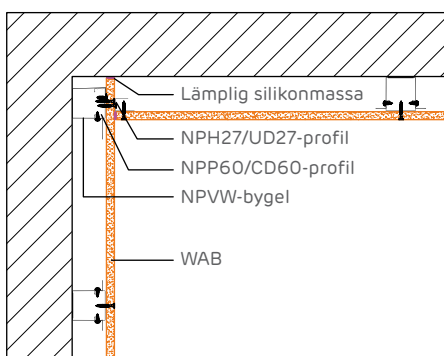 Lämplig silikonmassa
NPH27/UD27-profil
NPP60/CD60-profil
NPVW-bygel
WAB